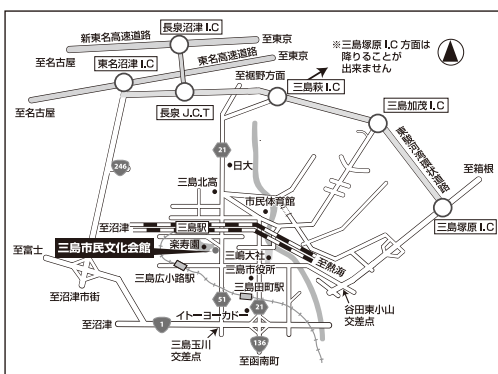 長泉沼津 I.C
新東名高速道路
至東京
※三島塚原 I.C 方面は
降りることが
出来ません
至名古屋
東名沼津 I.C
東名高速道路
至東京
至裾野方面
三島萩 I.C
至名古屋
長泉 J.C.T
三島加茂 I.C
東駿河湾環状道路
21
日大
246
三島北高
至箱根
市民体育館
三島塚原 I.C
至沼津
三島駅
至富士
三島市民文化会館
楽寿園
三嶋大社
至熱海
三島市役所
三島広小路駅
三島田町駅
谷田東小山
交差点
至沼津市街
51
21
イトーヨーカドー
至沼津
1
三島玉川
交差点
136
至函南町